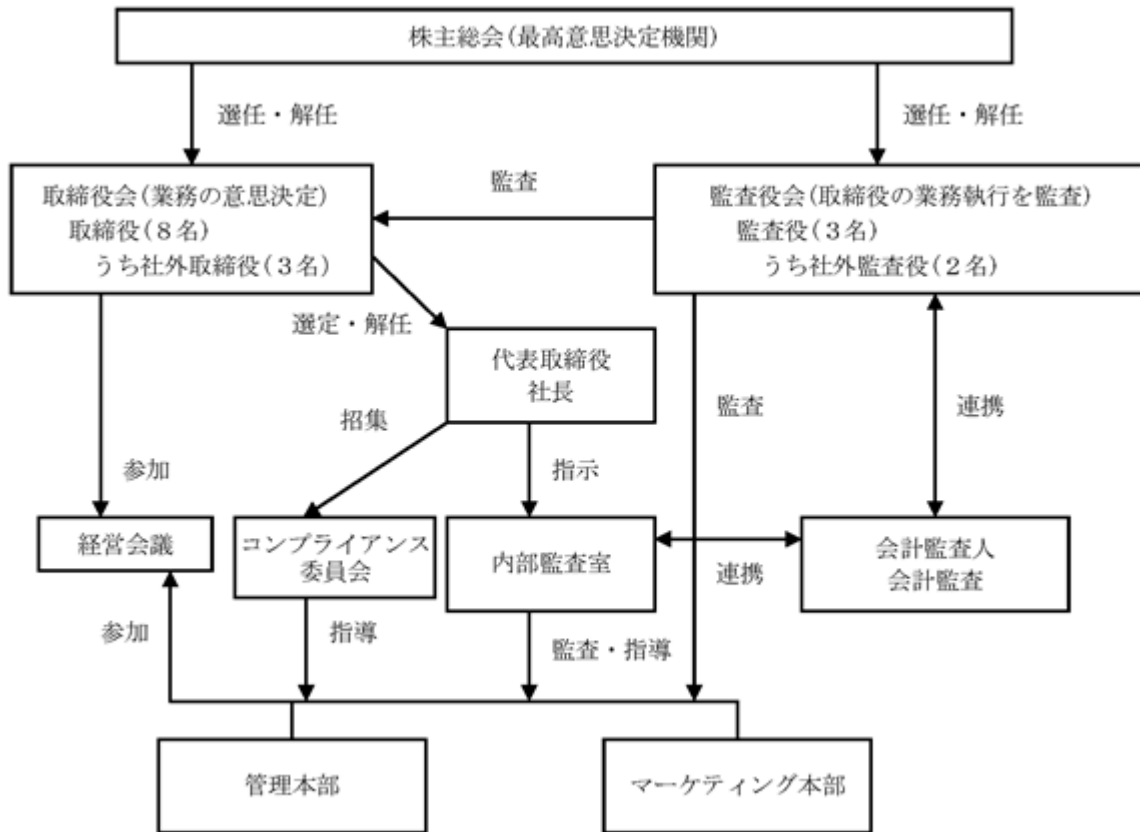 株主総会(最高意思決定機関)
選任・解任
選任・解任
取締役会(業務の意思決定)
取締役(8名)
うち社外取締役(3名)
監査
監査役会(取締役の業務執行を監査)
監査役(3名)
うち社外監査役(2名)
選定・解任
代表取締役
社長
招集
監査
連携
参加
指示
経営会議
コンプライアンス
委員会
内部監査室
連携
会計監査人
会計監査
参加
指導
監査・指導
管理本部
マーケティング本部